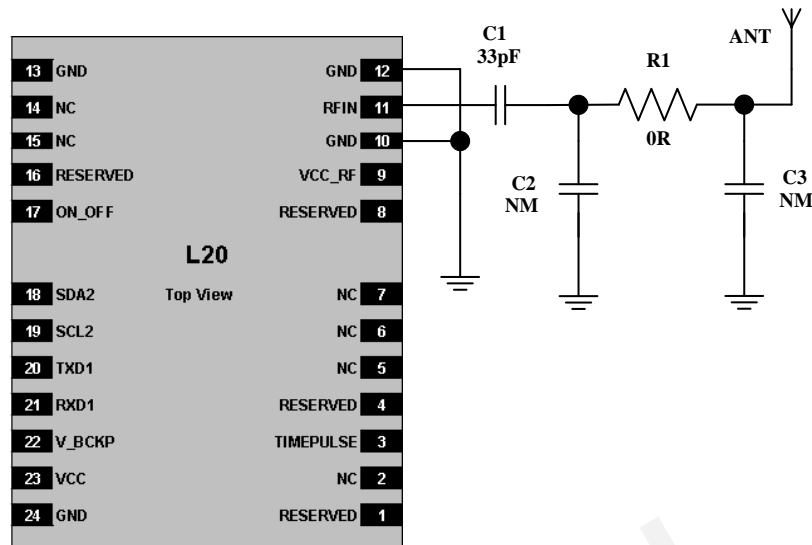 13 GND
14 NC
15 NC
16 RESERVED
17 ON_OFF
L20
18 SDA2
Top View
19 SCL2
20 TXD1
21 RXD1
22 V_BCKP
23 VCC
24 GND
GND 12
RFIN 11
GND 10
VCC_RF 9
RESERVED 8
NC 7
NC 6
NC 5
RESERVED 4
TIMEPULSE 3
NC 2
RESERVED 1
C1
33pF
R1
0R
ANT
C2
NM
C3
NM